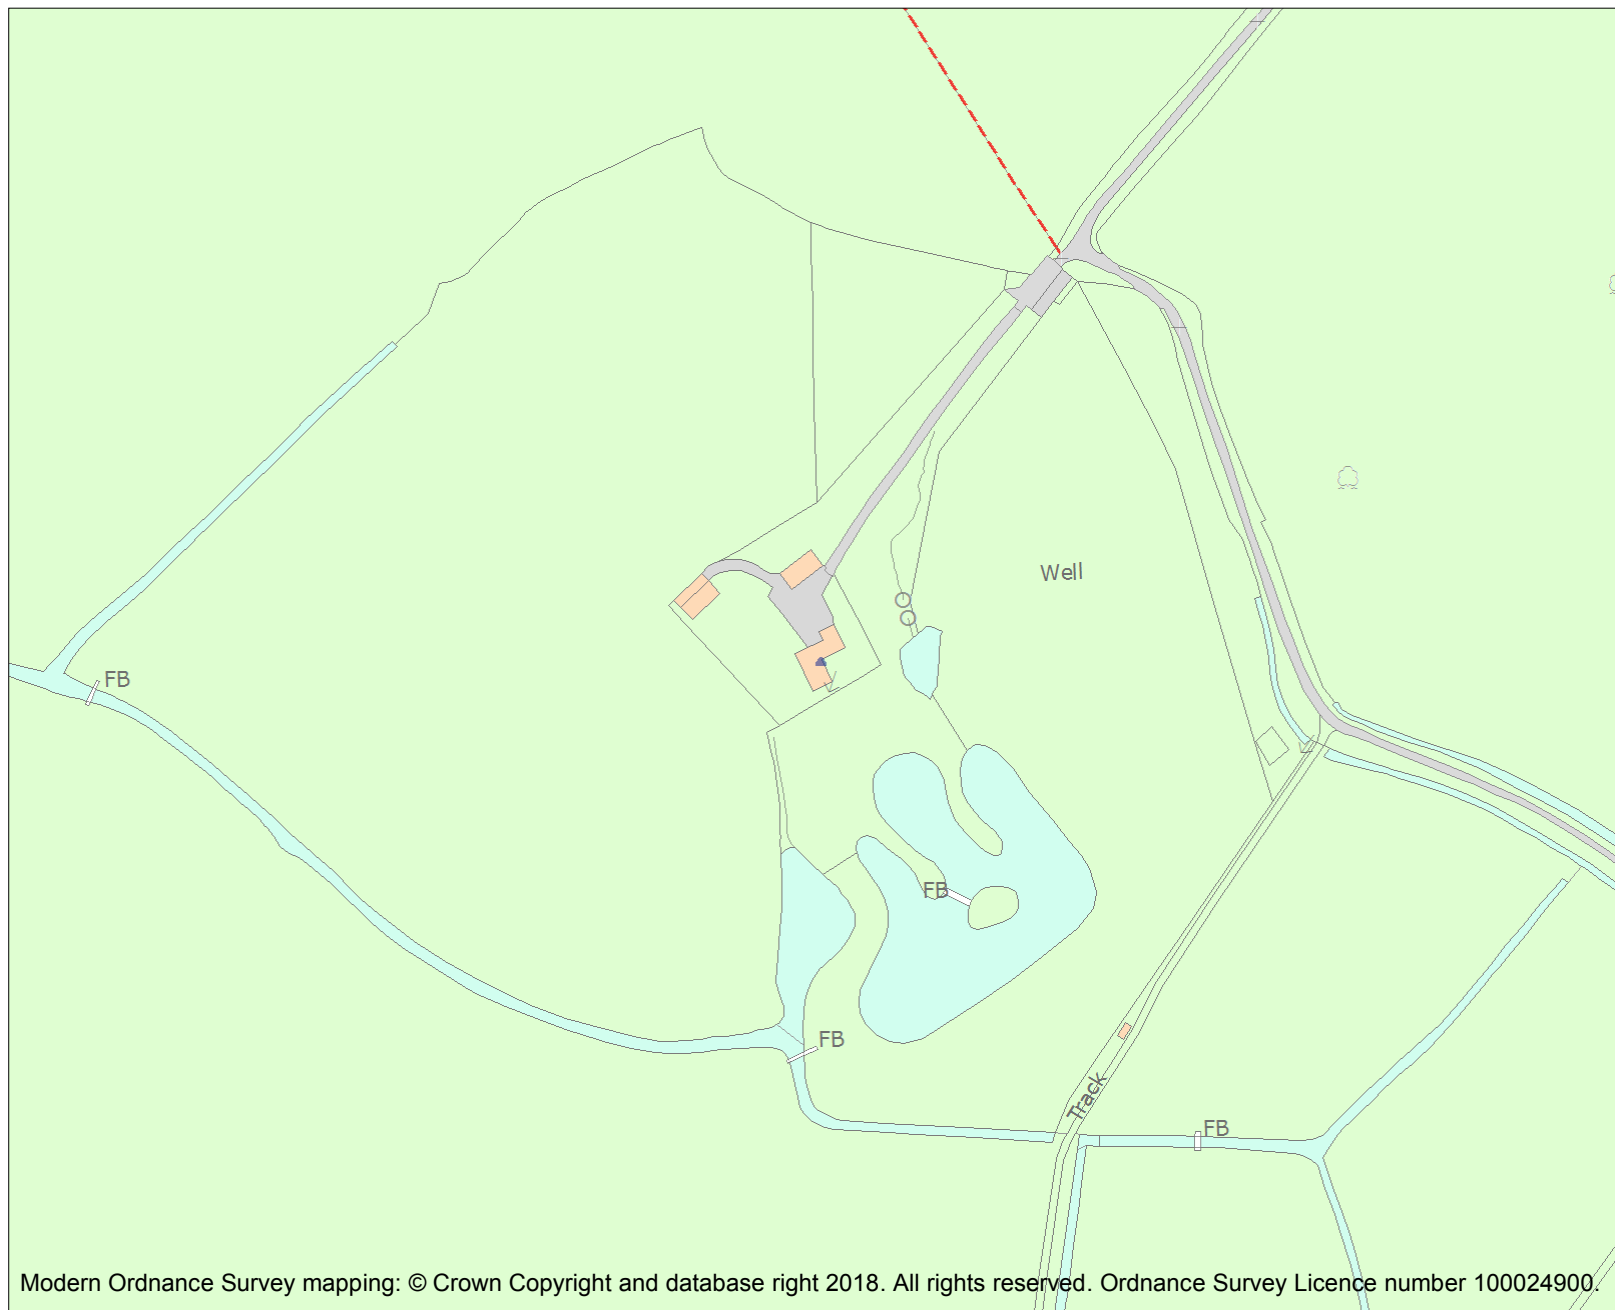 Well
FB
FB
FB
Track
FB
Modern Ordnance Survey mapping: © Crown Copyright and database right 2018. All rights reserved. Ordnance Survey Licence number 100024900.